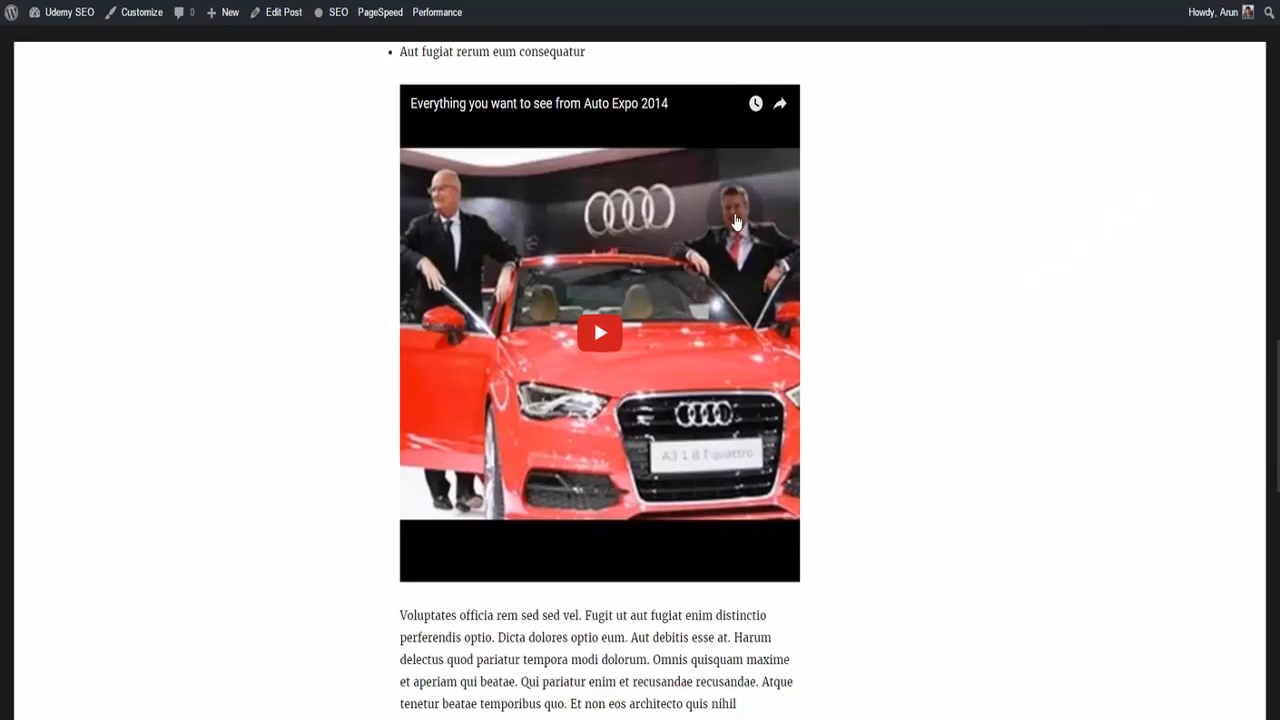 Udemy SEO Customize 0 New Edit Post SEO PageSpeed Performance Howdy, Arun
Aut fugiat rerum eum consequatur
Everything you want to see from Auto Expo 2014
A3 1.8 T quattro
Voluptates officia rem sed sed vel. Fugit ut aut fugiat enim distinctio
perferendis optio. Dicta dolores optio eum. Aut debitis esse at. Harum
delectus quod pariatur tempora modi dolorum. Omnis quisquam maxime
et aperiam qui beatae. Qui pariatur enim et recusandae recusandae. Atque
tenetur beatae temporibus quo. Et non eos architecto quis nihil